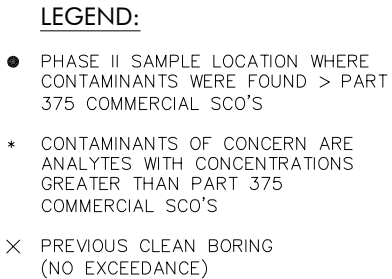 LEGEND:
PHASE II SAMPLE LOCATION WHERE
CONTAMINANTS WERE FOUND > PART
375 COMMERCIAL SCO'S
* CONTAMINANTS OF CONCERN ARE
ANALYTES WITH CONCENTRATIONS
GREATER THAN PART 375
COMMERCIAL SCO'S
PREVIOUS CLEAN BORING
(NO EXCEEDANCE)